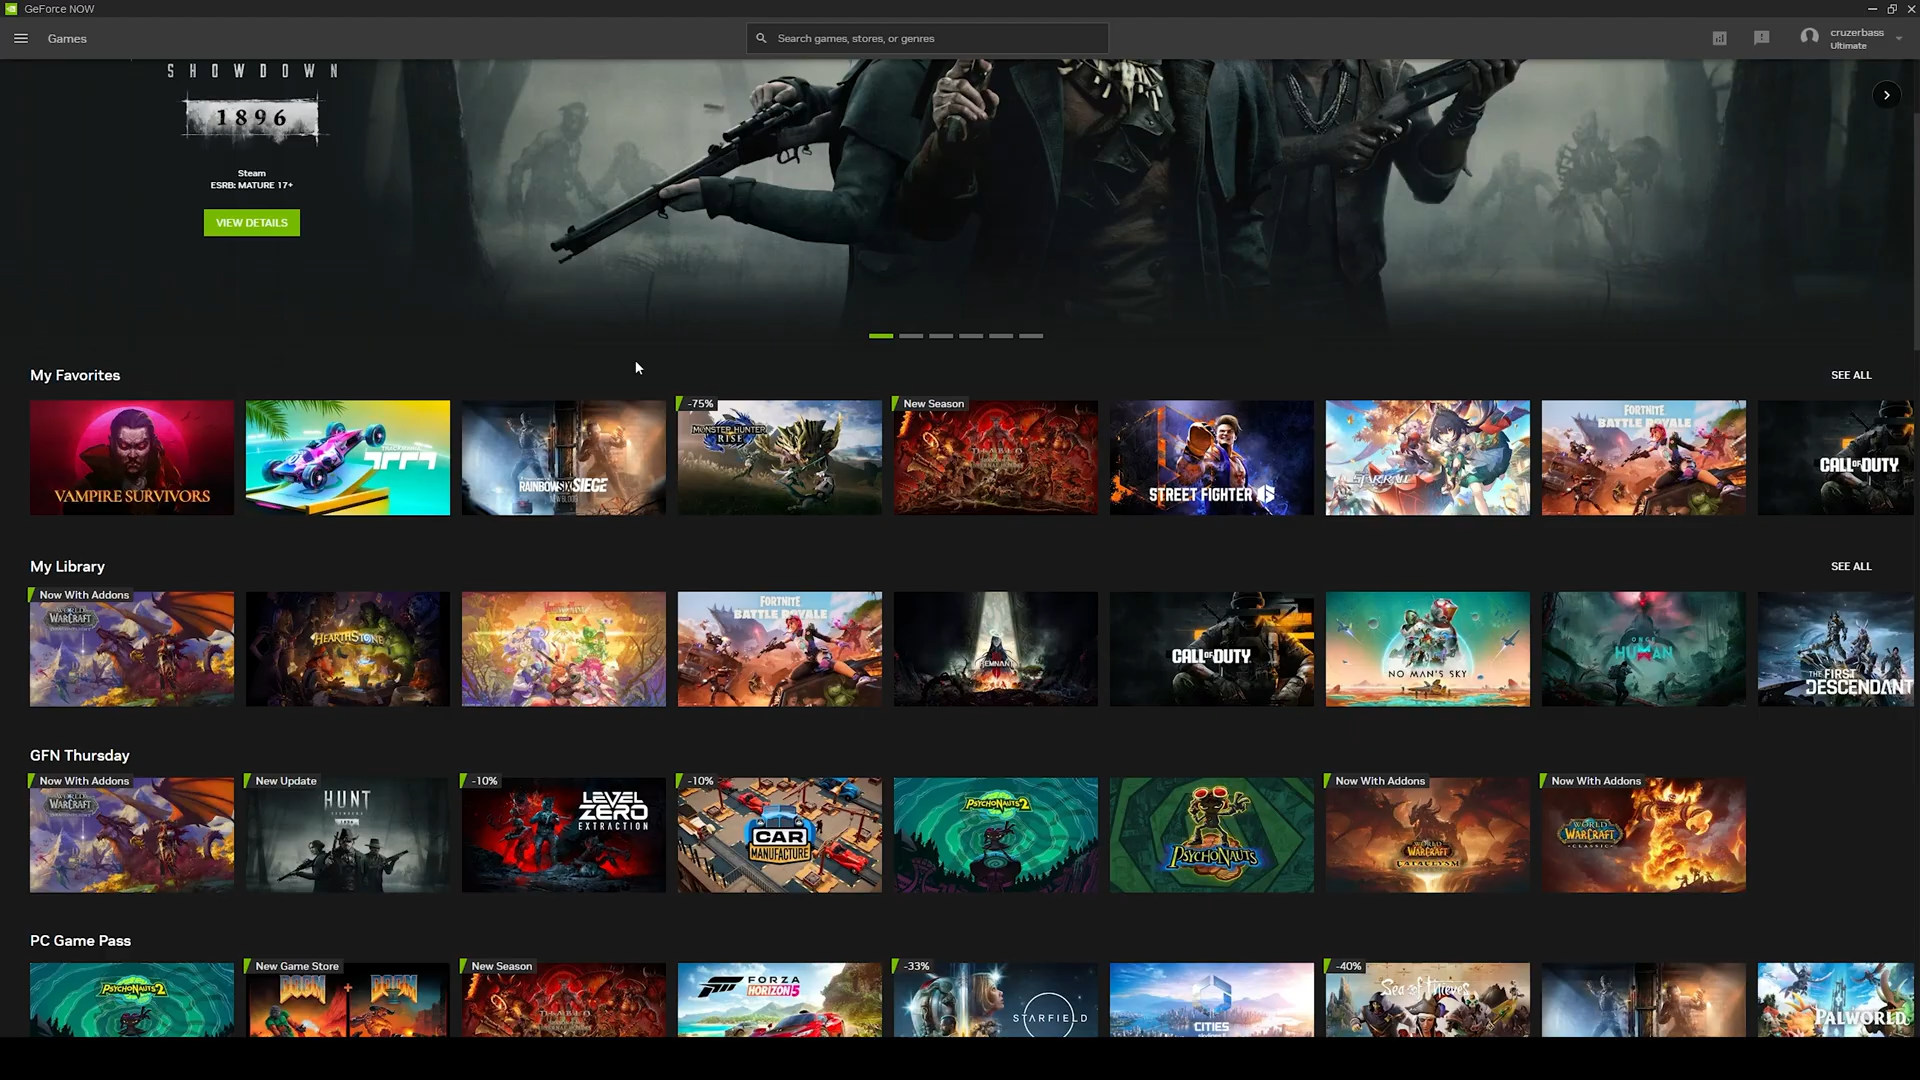 GeForce NOW
Games
Search games, stores, or genres
cruzerbass
Ultimate
SHOWDOWN
1896
Steam
ESRB: MATURE 17+
VIEW DETAILS
My Favorites
SEE ALL
-75%
New Season
VAMPIRE SURVIVORS
TRACKMANIA
RAINBOW SIX SIEGE
MONSTER HUNTER
RISE
DIABLO
STREET FIGHTER 6
STAR RAIL
FORTNITE
BATTLE ROYALE
CALL OF DUTY
My Library
SEE ALL
Now With Addons
WORLD
WARCRAFT
HEARTHSTONE
FORTNITE
BATTLE ROYALE
REMNANT
CALL OF DUTY
NO MAN'S SKY
ONCE
HUMAN
THE FIRST
DESCENDANT
GFN Thursday
Now With Addons
New Update
-10%
-10%
Now With Addons
Now With Addons
WORLD
WARCRAFT
HUNT
LEVEL
ZERO
EXTRACTION
CAR
MANUFACTURE
PSYCHONAUTS 2
PSYCHONAUTS
WORLD
WARCRAFT
CATACLYSM
WORLD
WARCRAFT
CLASSIC
PC Game Pass
New Game Store
New Season
-33%
-40%
PSYCHONAUTS 2
DOOM + DOOM
II
DIABLO
FORZA
HORIZON 5
STARFIELD
CITIES
Sea of Thieves
PALWORLD